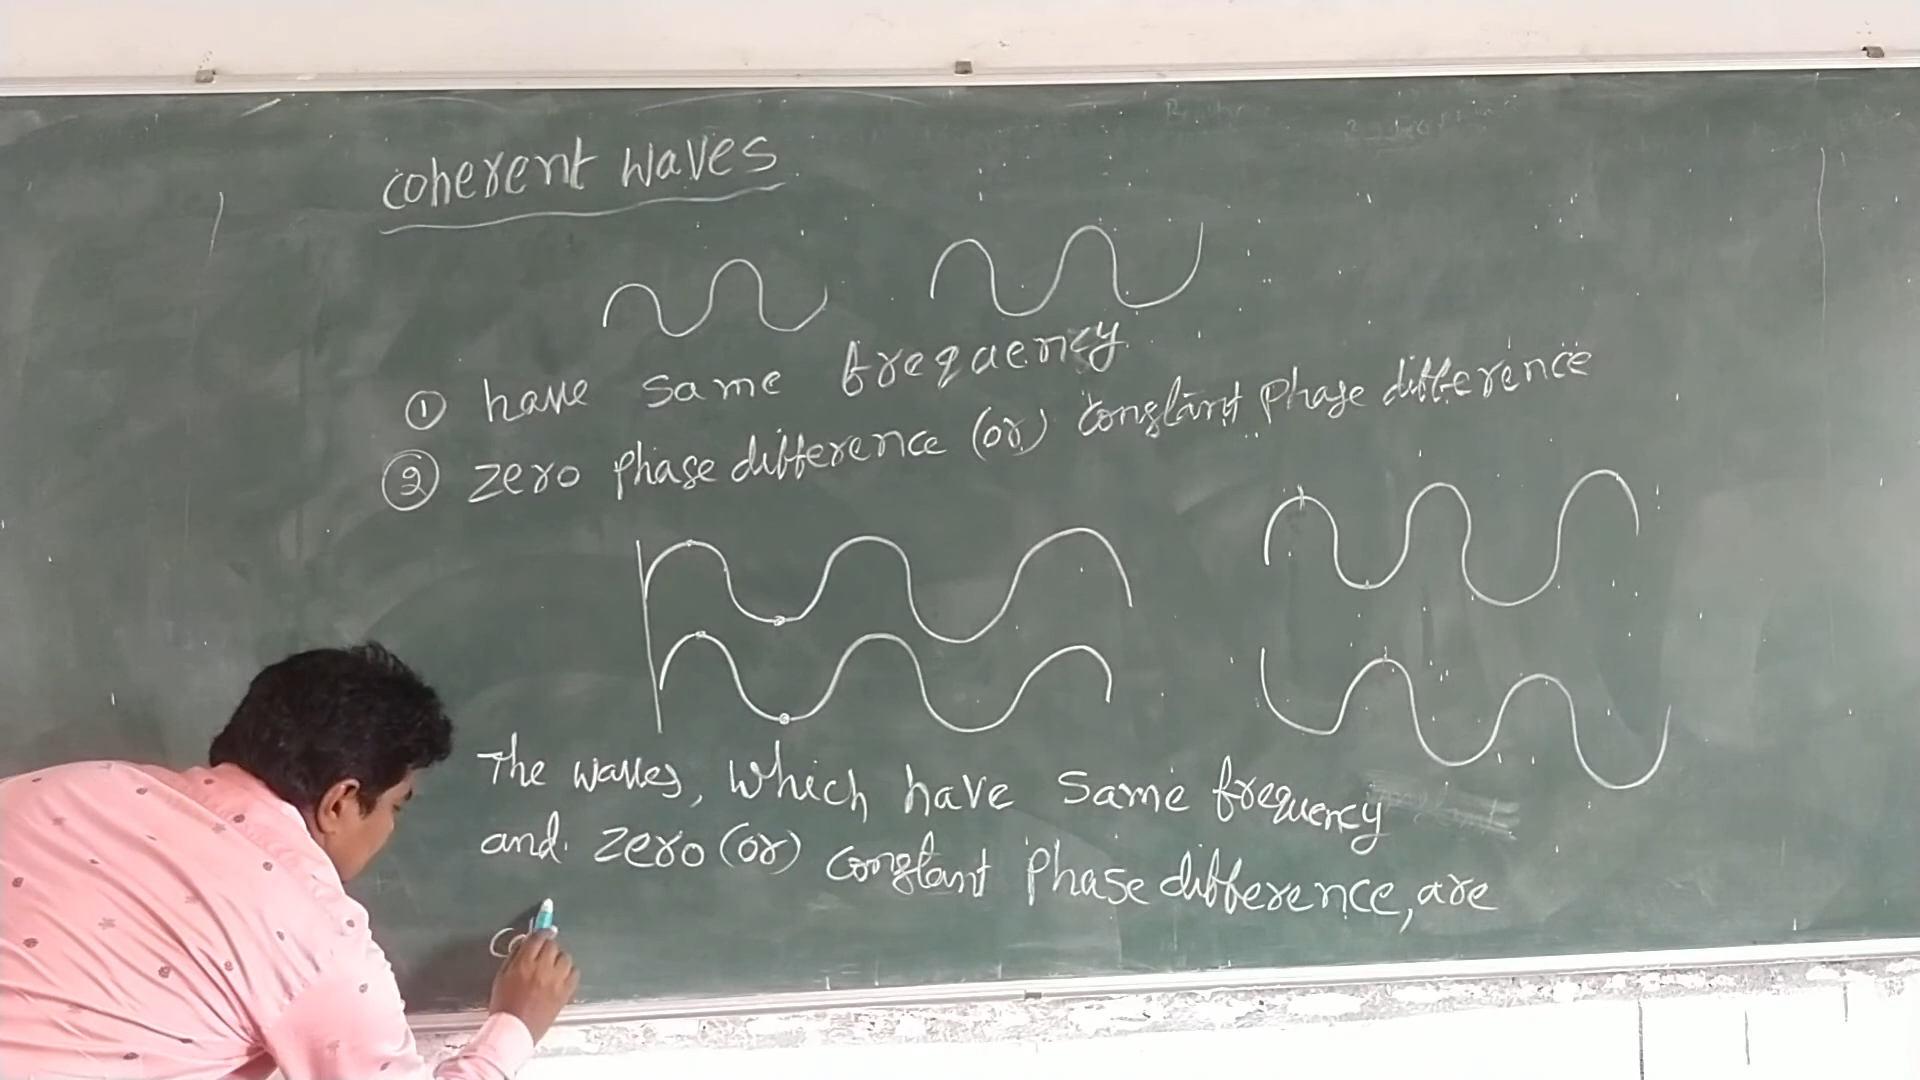 coherent waves
① have same frequency
② zero phase difference (or) constant phase difference
The waves, which have same frequency
and zero (or) constant phase difference, are